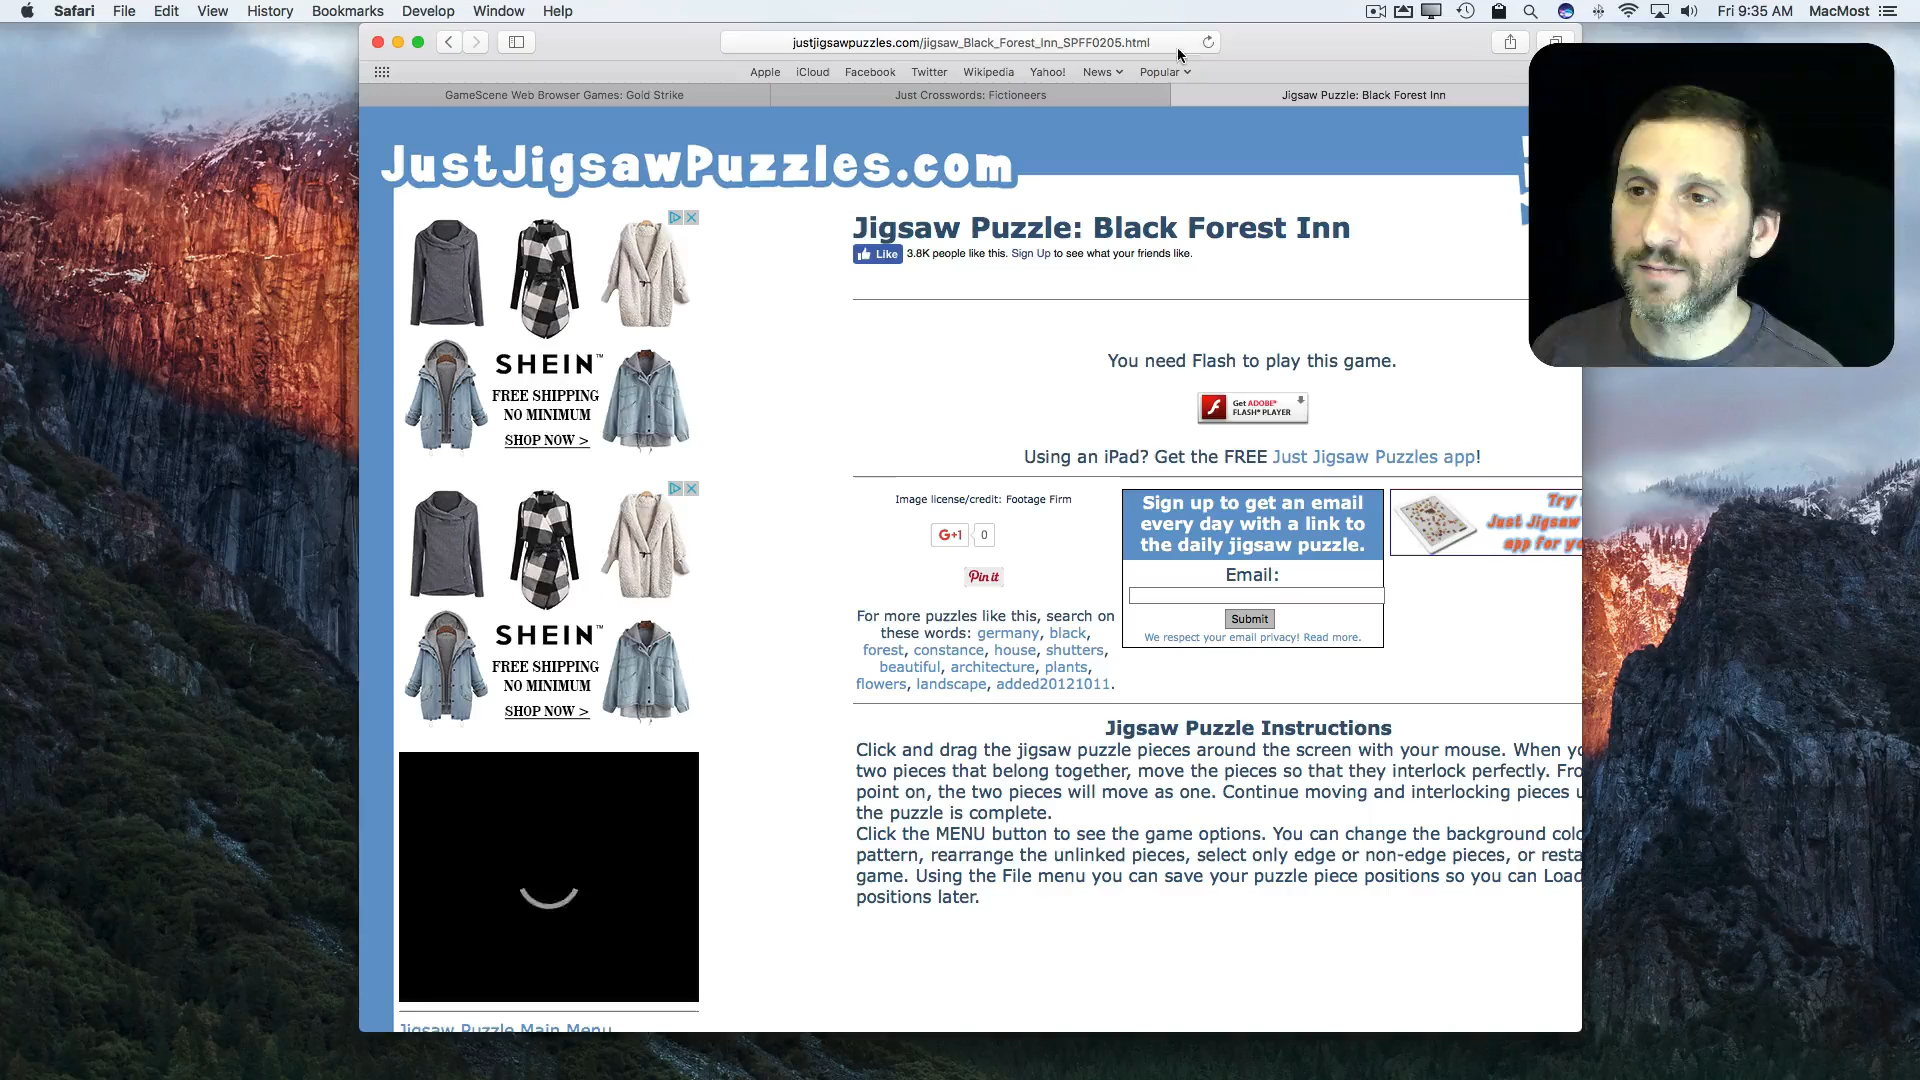 Safari File Edit View History Bookmarks Develop Window Help
Fri 9:35 AM MacMost
justjigsawpuzzles.com/jigsaw_Black_Forest_Inn_SPFF0205.html
Apple iCloud Facebook Twitter Wikipedia Yahoo! News Popular
GameScene Web Browser Games: Gold Strike
Just Crosswords: Fictioneers
Jigsaw Puzzle: Black Forest Inn
JustJigsawPuzzles.com
SHEIN™
FREE SHIPPING
NO MINIMUM
SHOP NOW >
SHEIN™
FREE SHIPPING
NO MINIMUM
SHOP NOW >
Jigsaw Puzzle Main Menu
Jigsaw Puzzle: Black Forest Inn
Like 3.8K people like this. Sign Up to see what your friends like.
You need Flash to play this game.
Get ADOBE®
FLASH® PLAYER
Using an iPad? Get the FREE Just Jigsaw Puzzles app!
Image license/credit: Footage Firm
G+1 0
Pin it
For more puzzles like this, search on
these words: germany, black,
forest, constance, house, shutters,
beautiful, architecture, plants,
flowers, landscape, added20121011.
Sign up to get an email
every day with a link to
the daily jigsaw puzzle.
Email:
Submit
We respect your email privacy! Read more.
Try
Just Jigsaw
app for
Jigsaw Puzzle Instructions
Click and drag the jigsaw puzzle pieces around the screen with your mouse. When
two pieces that belong together, move the pieces so that they interlock perfectly.
point on, the two pieces will move as one. Continue moving and interlocking pieces
the puzzle is complete.
Click the MENU button to see the game options. You can change the background
pattern, rearrange the unlinked pieces, select only edge or non-edge pieces, or
game. Using the File menu you can save your puzzle piece positions so you can Load
positions later.